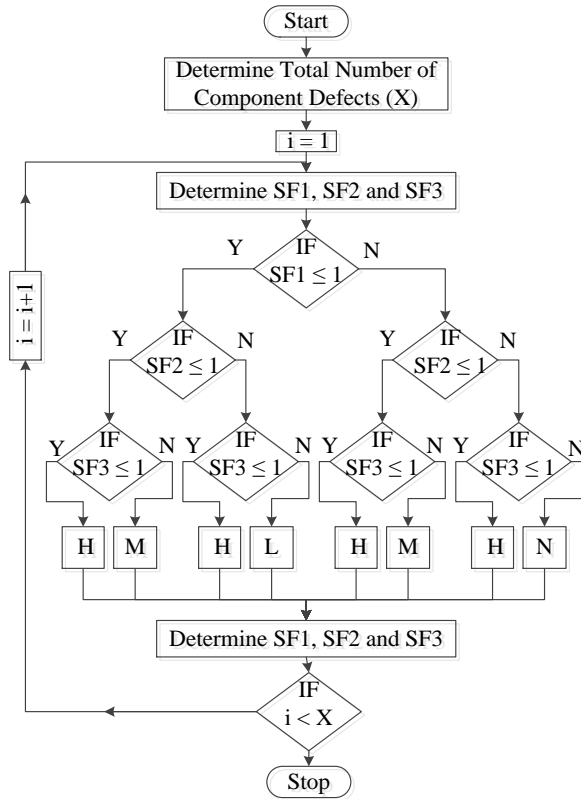 Start
Determine Total Number of
Component Defects (X)
i = 1
Determine SF1, SF2 and SF3
Y
IF
SF1 ≤ 1
N
i = i+1
Y
IF
SF2 ≤ 1
N
Y
IF
SF2 ≤ 1
N
Y
IF
SF3 ≤ 1
N
Y
IF
SF3 ≤ 1
N
Y
IF
SF3 ≤ 1
N
Y
IF
SF3 ≤ 1
N
H
M
H
L
H
M
H
N
Determine SF1, SF2 and SF3
IF
i < X
Stop